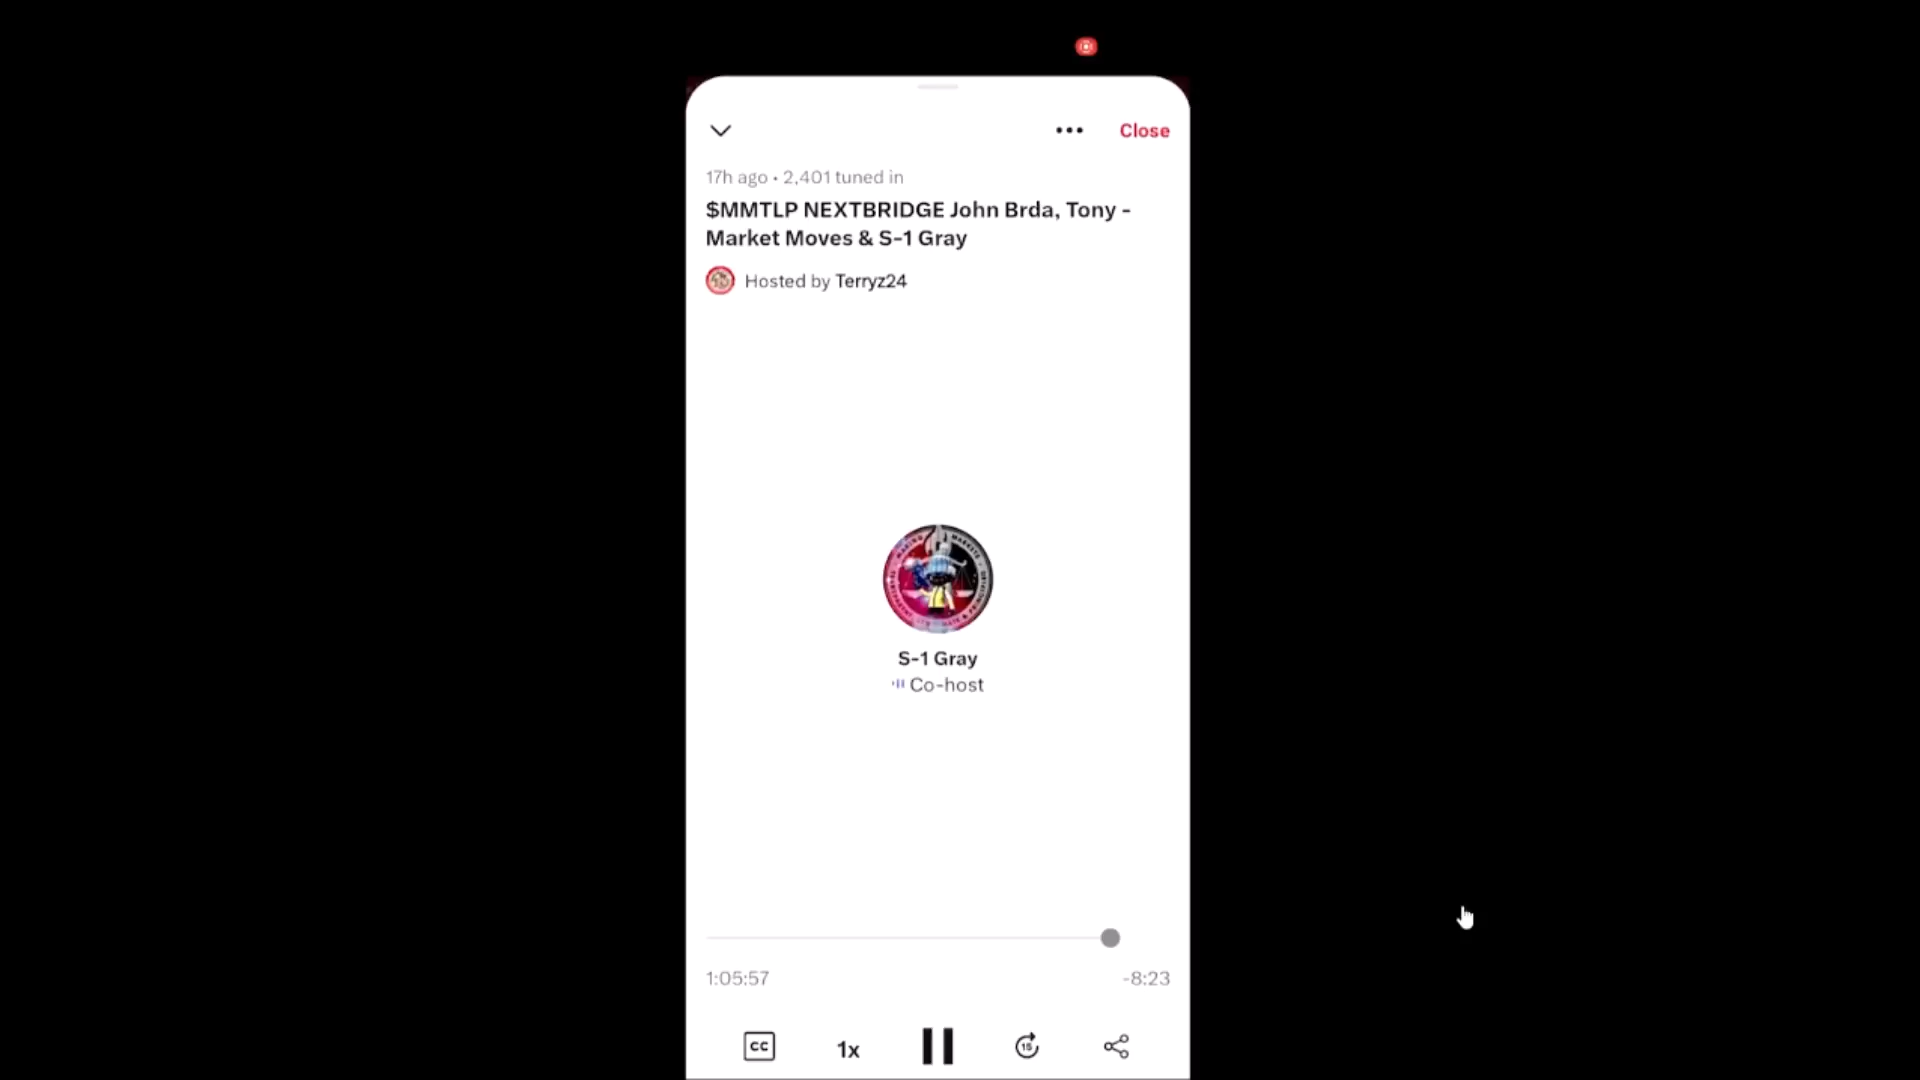 Close
17h ago • 2,401 tuned in
$MMTLP NEXTBRIDGE John Brda, Tony -
Market Moves & S-1 Gray
Hosted by Terryz24
S-1 Gray
Co-host
1:05:57
-8:23
CC
1x
15